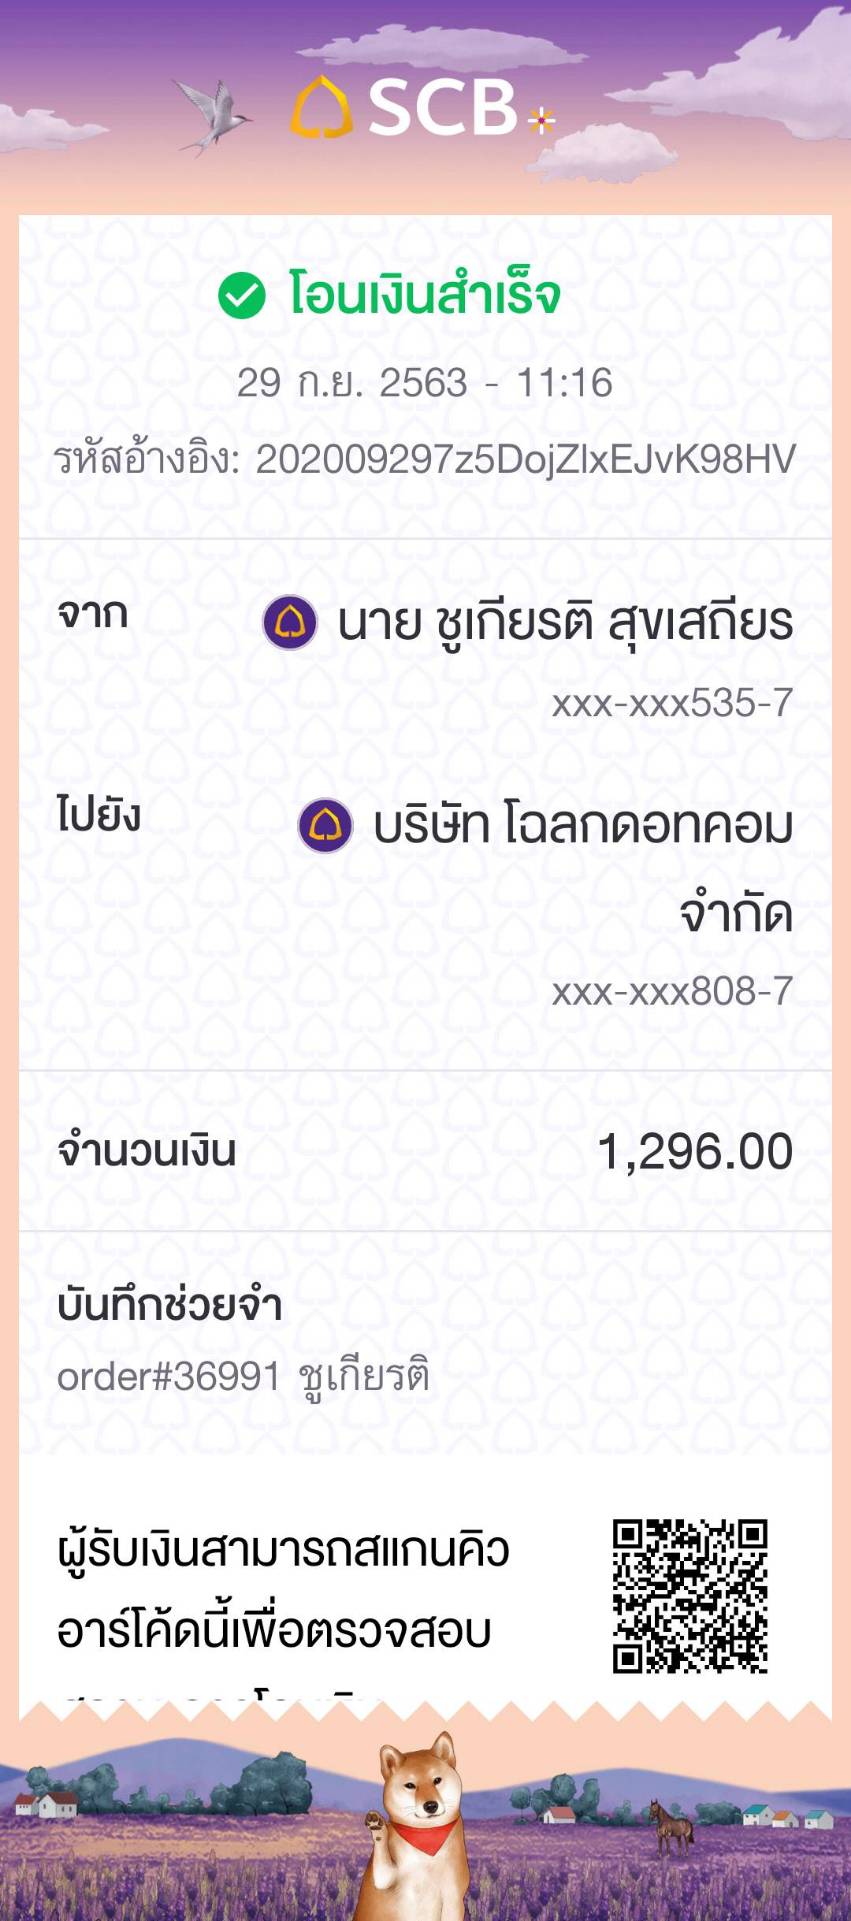 SCB
โอนเงินสำเร็จ
29 ก.ย. 2563 - 11:16
รหัสอ้างอิง: 202009297z5DojZlxEJvK98HV
จาก
นาย ชูเกียรติ สุขเสถียร
xxx-xxx535-7
ไปยัง
บริษัท โฉลกดอทคอม
จำกัด
xxx-xxx808-7
จำนวนเงิน 1,296.00
บันทึกช่วยจำ
order#36991 ชูเกียรติ
ผู้รับเงินสามารถสแกนคิว
อาร์โค้ดนี้เพื่อตรวจสอบ